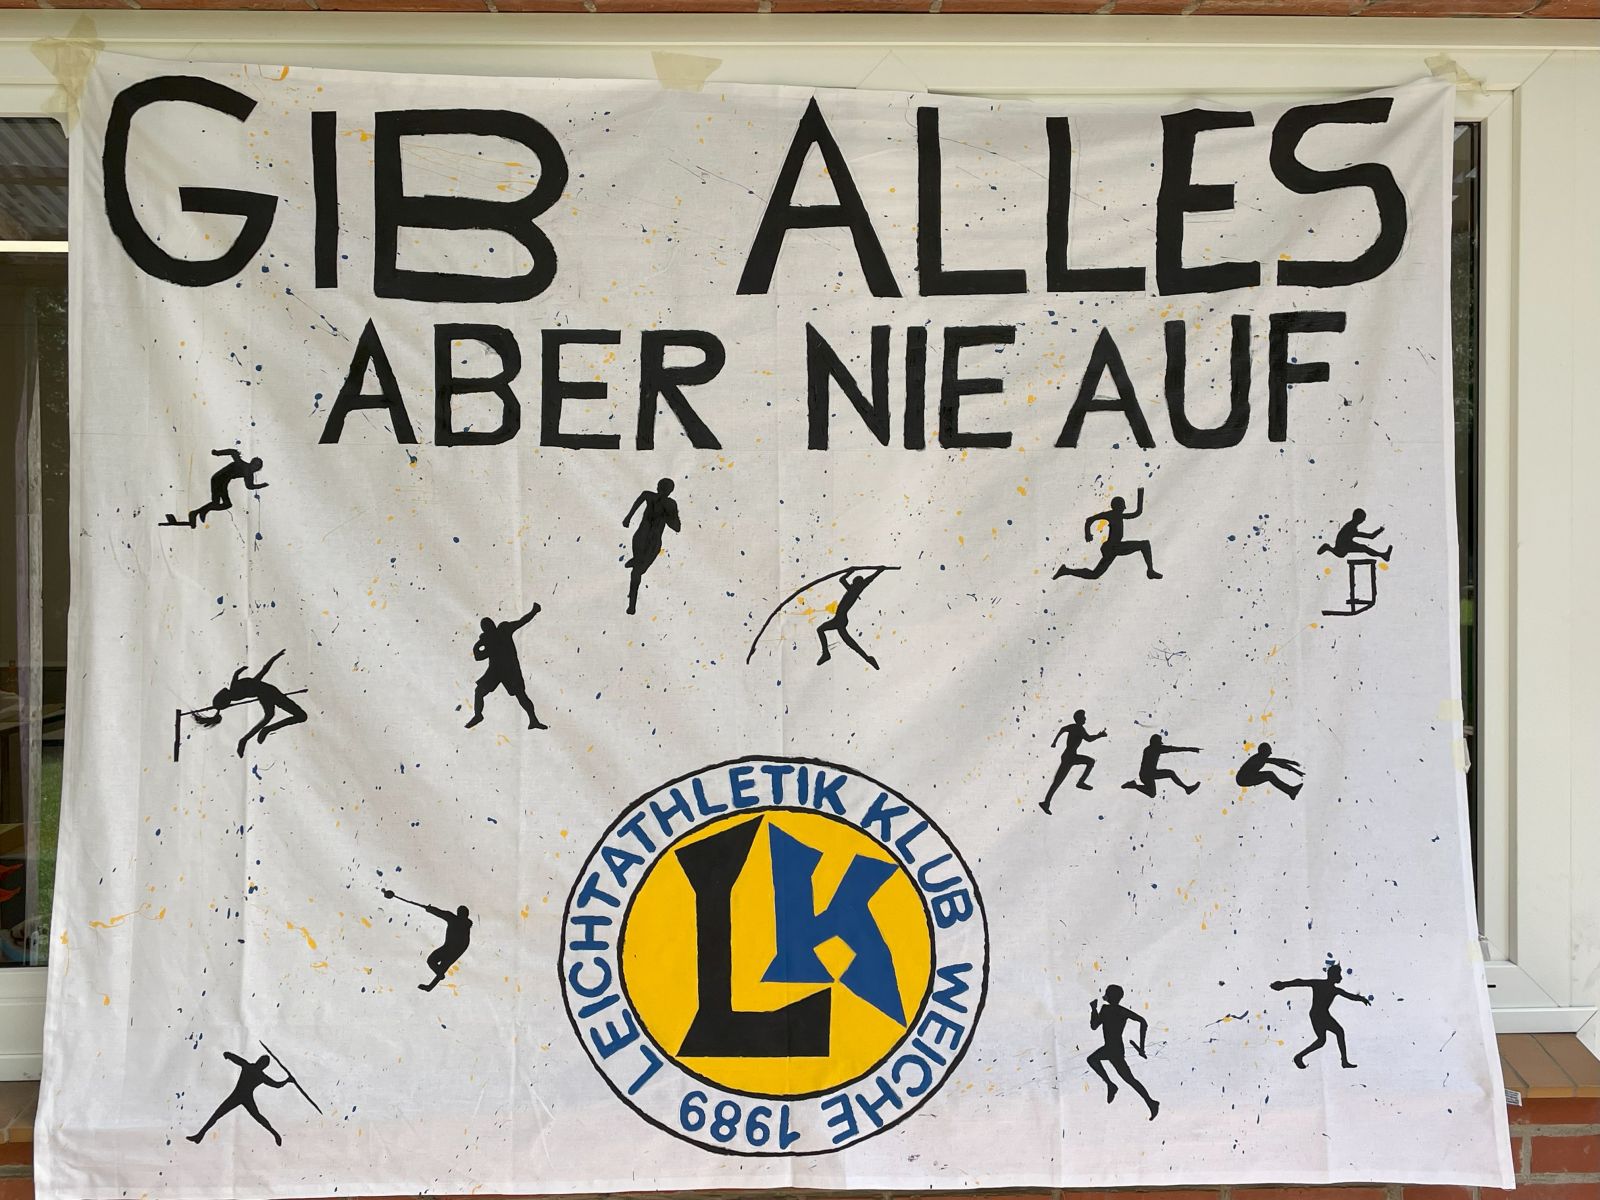 GIB ALLES
ABER NIE AUF
LEICHTATHLETIK KLUB WEICHE 1989
LK